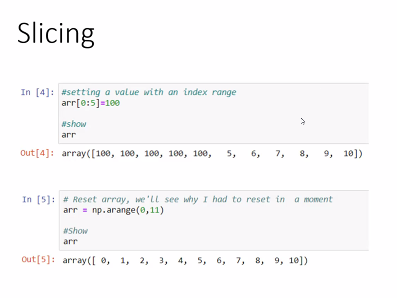 Slicing
In [4]: #setting a value with an index range
arr[0:5]=100
#show
arr
Out[4]: array([100, 100, 100, 100, 100,   5,   6,   7,   8,   9,  10])
In [5]: # Reset array, we'll see why I had to reset in  a moment
arr = np.arange(0,11)
#Show
arr
Out[5]: array([ 0,  1,  2,  3,  4,  5,  6,  7,  8,  9, 10])